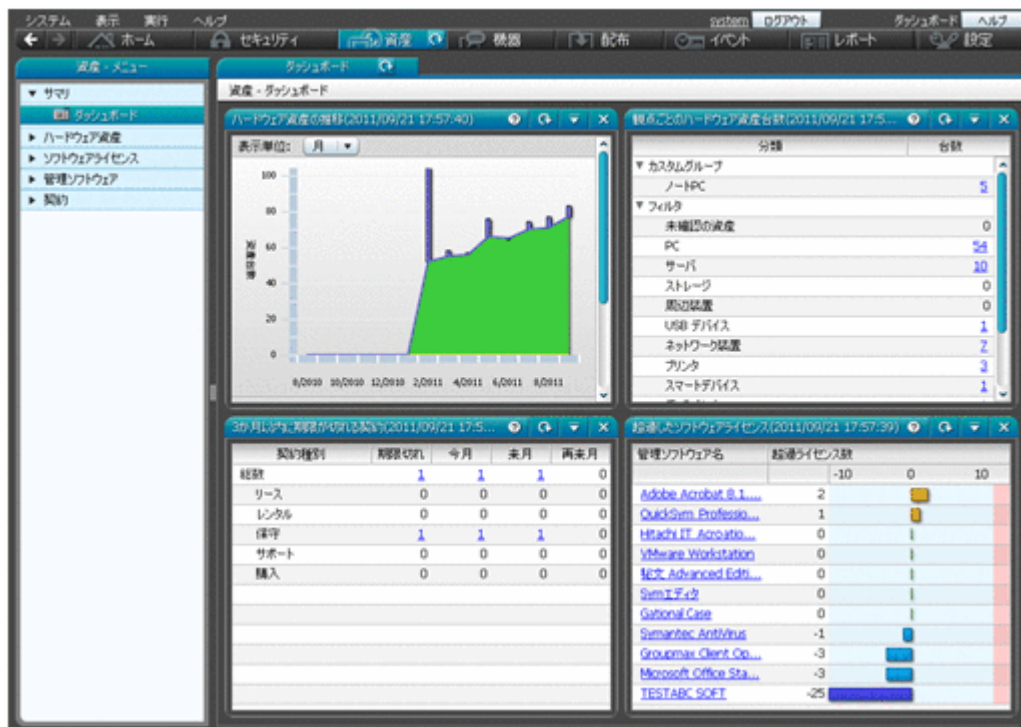 システム 表示 実行 ヘルプ system ログアウト ダッシュボード ヘルプ
ホーム セキュリティ 資産 機器 配布 イベント レポート 設定
資産 - メニュー
サマリ
ダッシュボード
ハードウェア資産
ソフトウェアライセンス
管理ソフトウェア
契約
ダッシュボード
資産 - ダッシュボード
ハードウェア資産の推移(2011/09/21 17:57:40)
表示単位: 月
資産台数
100
80
60
40
20
0
8/2010 10/2010 12/2010 2/2011 4/2011 6/2011 8/2011
観点ごとのハードウェア資産台数(2011/09/21 17:5...
分類 台数
カスタムグループ
ノートPC 5
フィルタ
未確認の資産 0
PC 54
サーバ 10
ストレージ 0
周辺装置 0
USB デバイス 1
ネットワーク装置 7
プリンタ 3
スマートデバイス 1
3か月以内に期限が切れる契約(2011/09/21 17:5...
契約種別 期限切れ 今月 来月 再来月
総数 1 1 1 0
リース 0 0 0 0
レンタル 0 0 0 0
保守 1 1 1 0
サポート 0 0 0 0
購入 0 0 0 0
超過したソフトウェアライセンス(2011/09/21 17:57:39)
管理ソフトウェア名 超過ライセンス数
-10 0 10
Adobe Acrobat 8.1.... 2
QuickSym Professio... 1
Hitachi IT Acroatio... 0
VMware Workstation 0
秘文 Advanced Editi... 0
Symエディタ 0
Gational Case 0
Symantec AntiVirus -1
Groupmax Client Op... -3
Microsoft Office Sta... -3
TESTABC SOFT -25